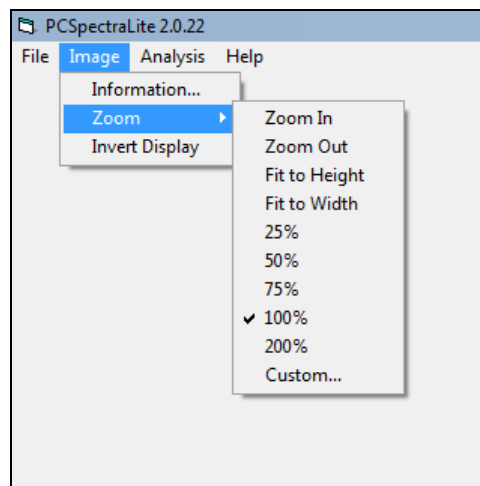 PCSpectraLite 2.0.22
File Image Analysis Help
Information...
Zoom
Invert Display
Zoom In
Zoom Out
Fit to Height
Fit to Width
25%
50%
75%
100%
200%
Custom...